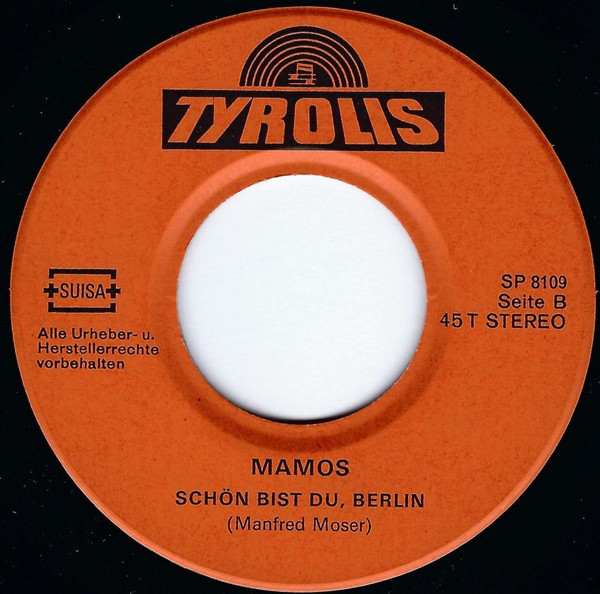 TYROLIS
SUISA
Alle Urheber- u.
Herstellerrechte
vorbehalten
SP 8109
Seite B
45 T STEREO
MAMOS
SCHÖN BIST DU, BERLIN
(Manfred Moser)